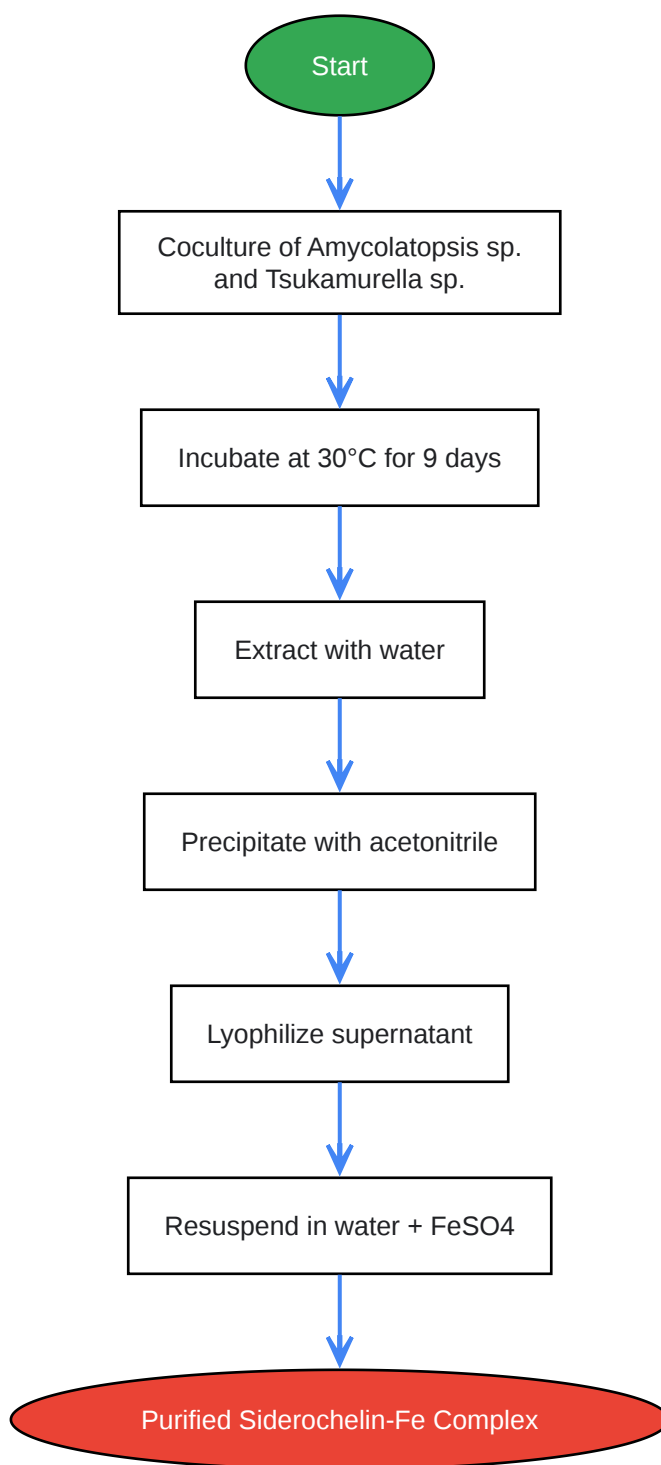 Start
Coculture of Amycolatopsis sp.
and Tsukamurella sp.
Incubate at 30°C for 9 days
Extract with water
Precipitate with acetonitrile
Lyophilize supernatant
Resuspend in water + FeSO4
Purified Siderochelin-Fe Complex